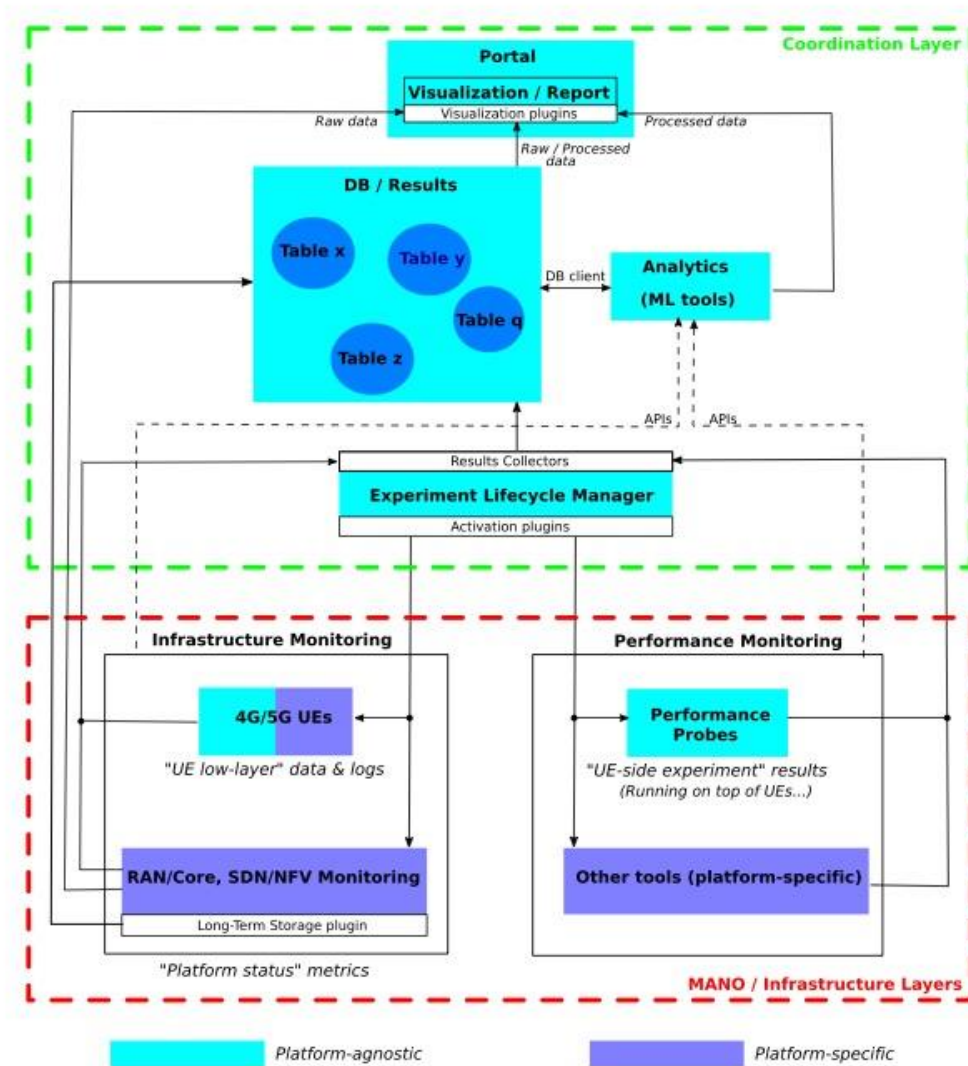 Coordination Layer
Portal
Visualization / Report
Visualization plugins
Raw data
Processed data
Raw / Processed
data
DB / Results
Table x
Table y
Table q
Table z
DB client
Analytics
(ML tools)
APIs
APIs
Results Collectors
Experiment Lifecycle Manager
Activation plugins
Infrastructure Monitoring
Performance Monitoring
4G/5G UEs
"UE low-layer" data & logs
Performance
Probes
"UE-side experiment" results
(Running on top of UEs...)
RAN/Core, SDN/NFV Monitoring
Long-Term Storage plugin
Other tools (platform-specific)
"Platform status" metrics
MANO / Infrastructure Layers
Platform-agnostic
Platform-specific